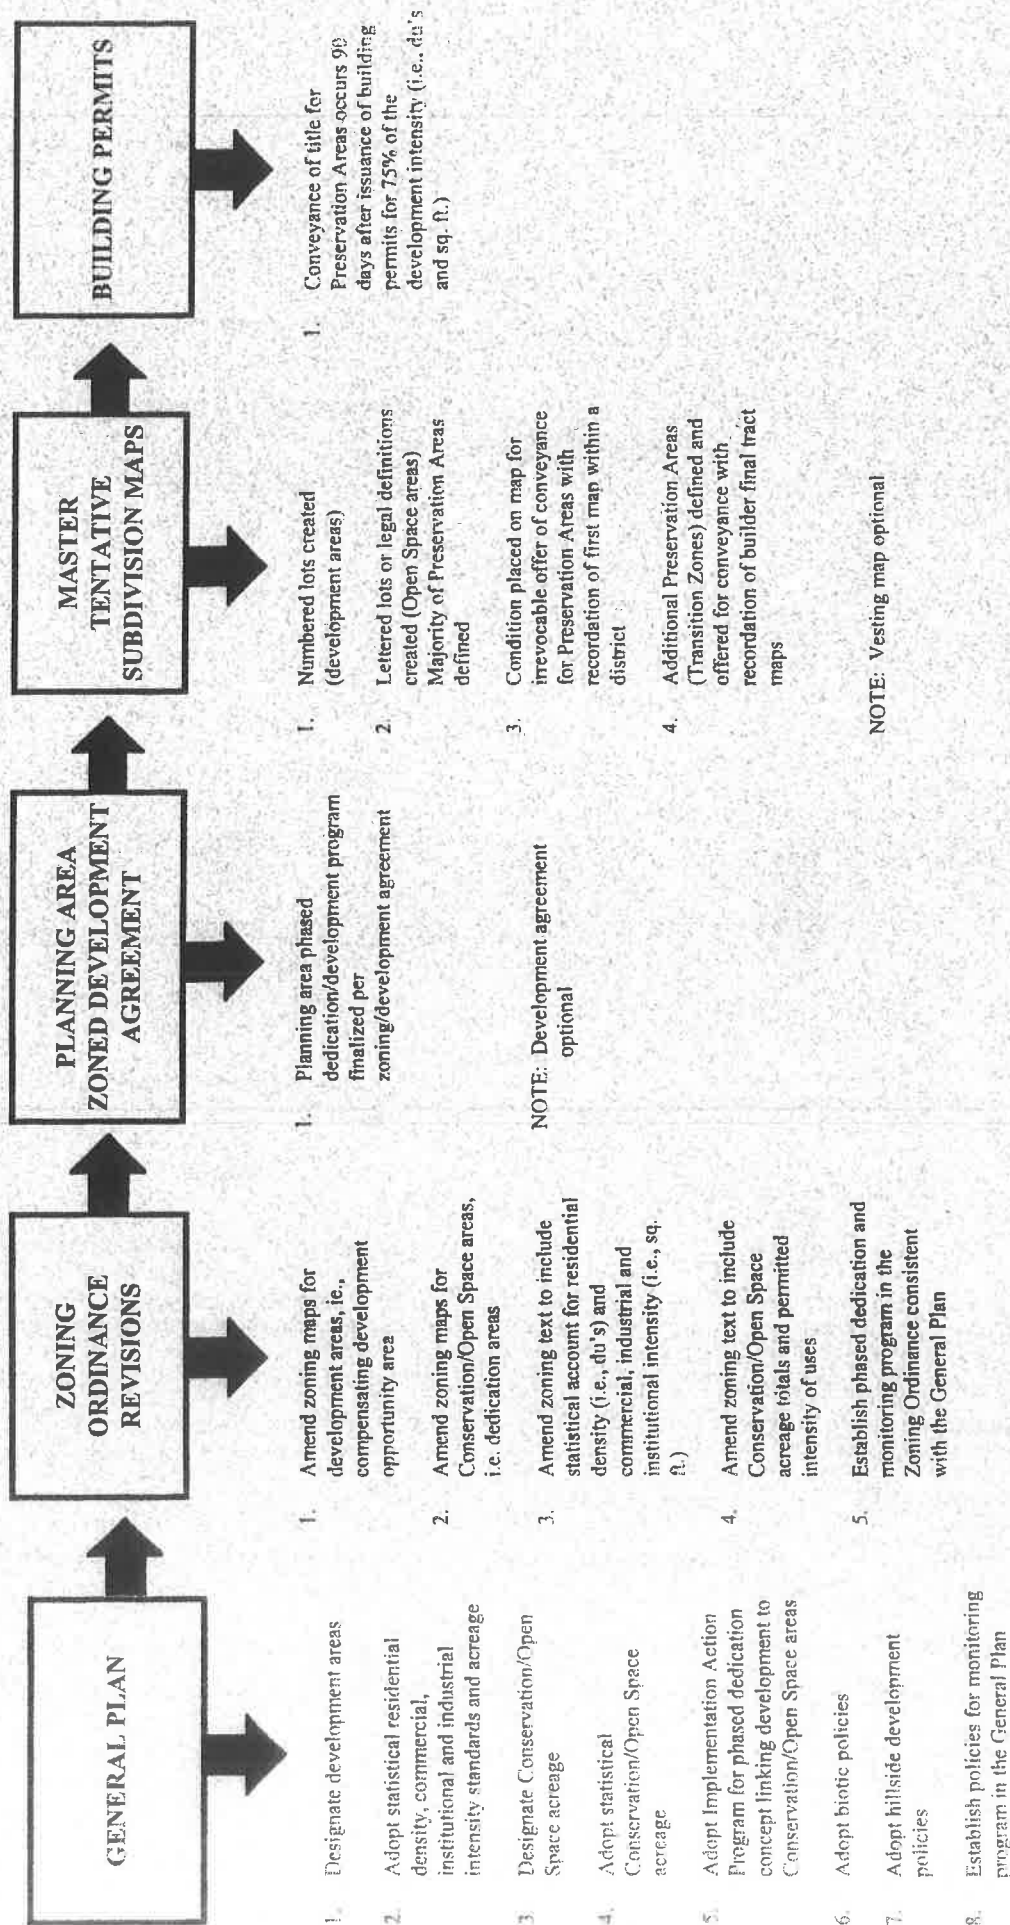 GENERAL PLAN
1. Designate development areas
2. Adopt statistical residential
density, commercial,
institutional and industrial
intensity standards and acreage
3. Designate Conservation/Open
Space acreage
4. Adopt statistical
Conservation/Open Space
acreage
5. Adopt Implementation Action
Program for phased dedication
concept linking development to
Conservation/Open Space areas
6. Adopt biotic policies
7. Adopt hillside development
policies
8. Establish policies for monitoring
program in the General Plan
ZONING
ORDINANCE
REVISIONS
1. Amend zoning maps for
development areas, ie.,
compensating development
opportunity area
2. Amend zoning maps for
Conservation/Open Space areas,
i.e. dedication areas
3. Amend zoning text to include
statistical account for residential
density (i.e., du's) and
commercial, industrial and
institutional intensity (i.e., sq.
ft.)
4. Amend zoning text to include
Conservation/Open Space
acreage totals and permitted
intensity of uses
5. Establish phased dedication and
monitoring program in the
Zoning Ordinance consistent
with the General Plan
PLANNING AREA
ZONED DEVELOPMENT
AGREEMENT
1. Planning area phased
dedication/development program
finalized per
zoning/development agreement
NOTE: Development agreement
optional
MASTER
TENTATIVE
SUBDIVISION MAPS
1. Numbered lots created
(development areas)
2. Lettered lots or legal definitions
created (Open Space areas)
Majority of Preservation Areas
defined
3. Condition placed on map for
irrevocable offer of conveyance
for Preservation Areas with
recordation of first map within a
district
4. Additional Preservation Areas
(Transition Zones) defined and
offered for conveyance with
recordation of builder final tract
maps
NOTE: Vesting map optional
BUILDING PERMITS
1. Conveyance of title for
Preservation Areas occurs 90
days after issuance of building
permits for 75% of the
development intensity (i.e., du's
and sq. ft.)